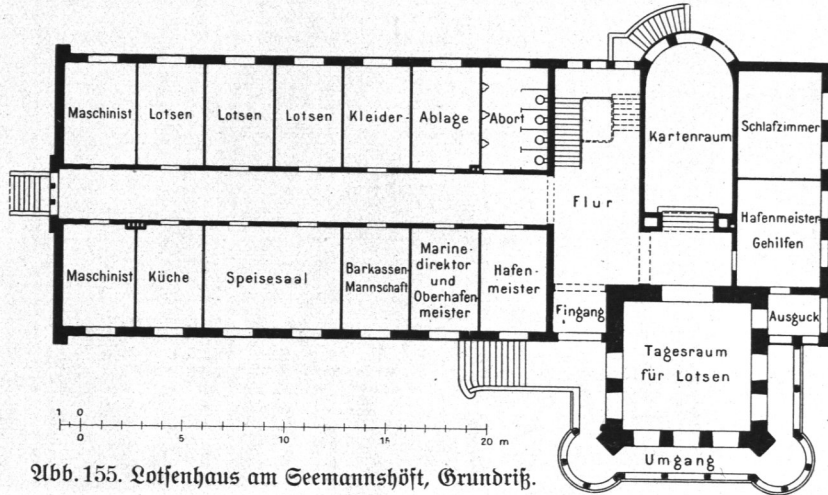 Maschinist
Lotsen
Lotsen
Lotsen
Kleider-
Ablage
Abort
Kartenraum
Schlafzimmer
Flur
Hafenmeister
Gehilfen
Maschinist
Küche
Speisesaal
Barkassen-
Mannschaft
Marine-
direktor
und
Oberhafen-
meister
Hafen-
meister
Eingang
Ausguck
Tagesraum
für Lotsen
Umgang
1 0
0 5 10 15 20 m
Abb. 155. Lotsenhaus am Seemannshöft, Grundriß.